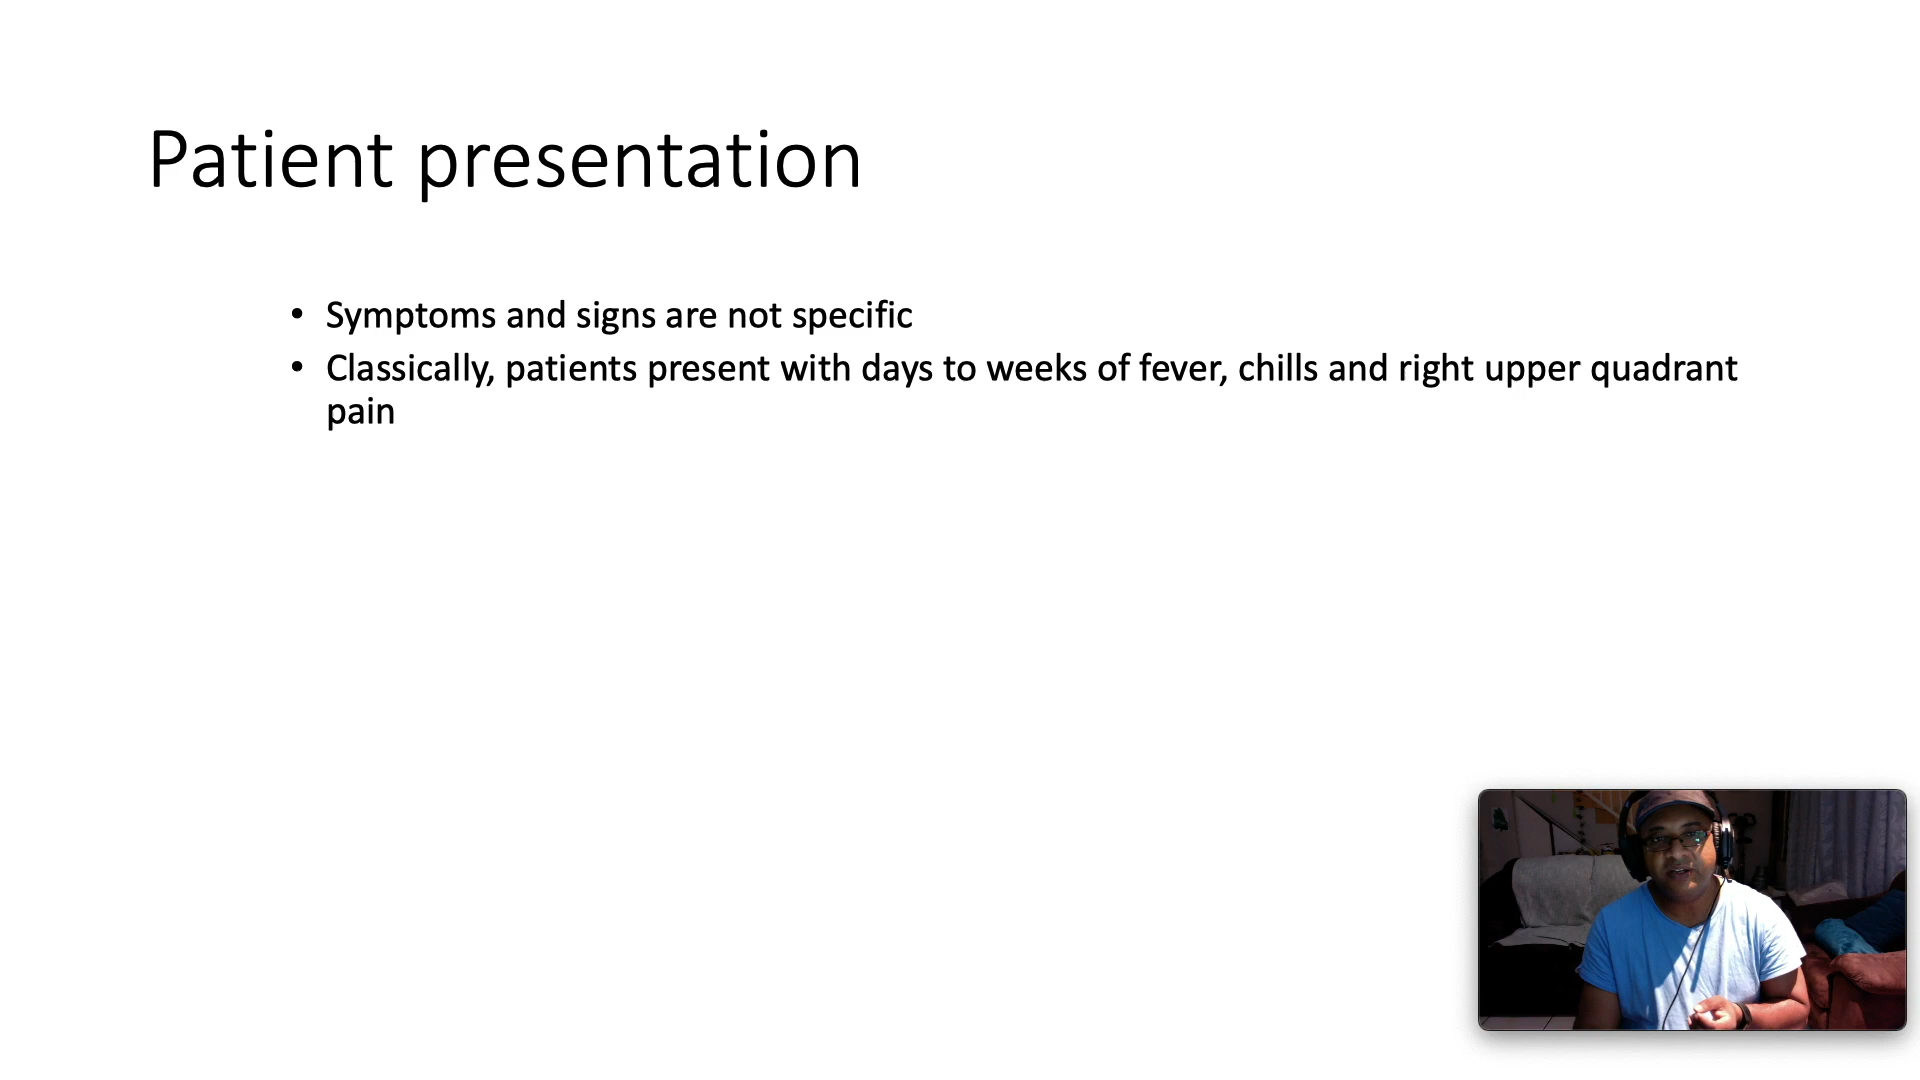 Patient presentation
• Symptoms and signs are not specific
• Classically, patients present with days to weeks of fever, chills and right upper quadrant
pain